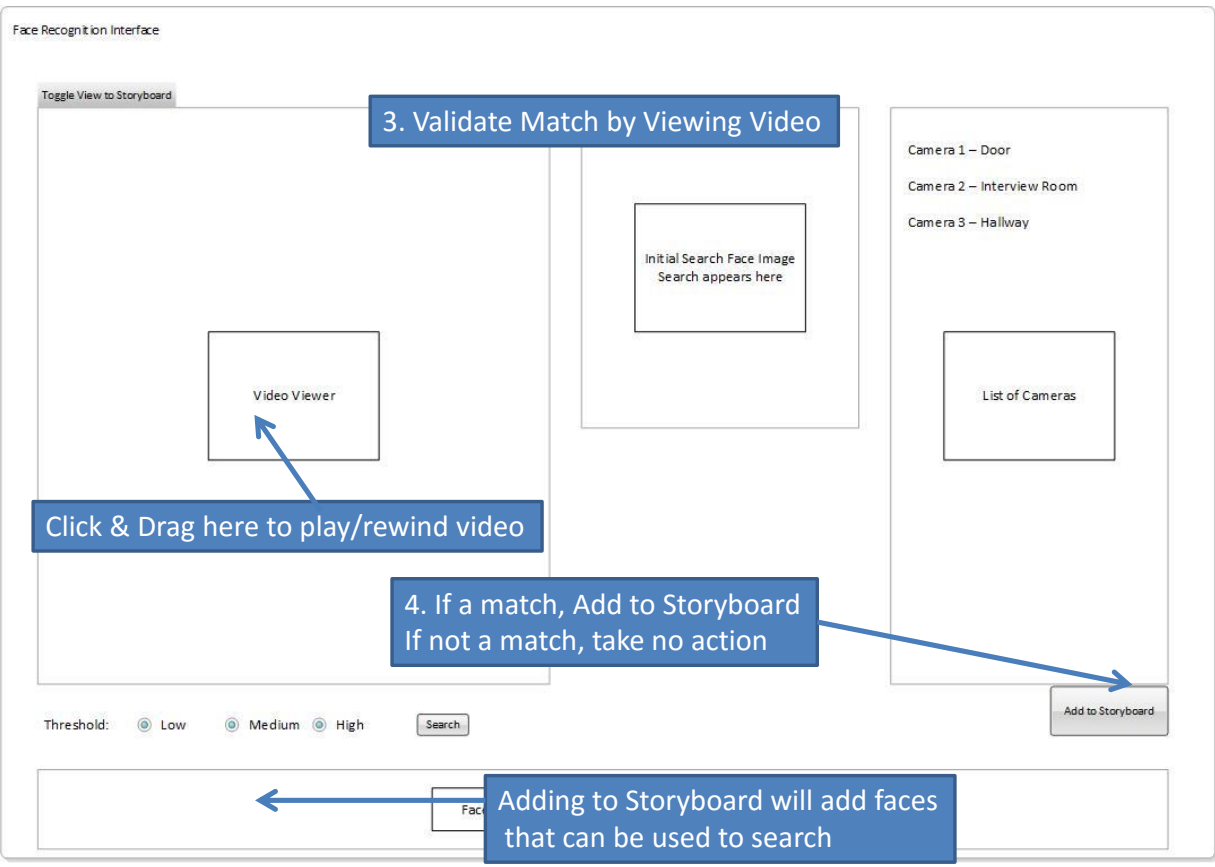 Face Recognition Interface
Toggle View to Storyboard
3. Validate Match by Viewing Video
Camera 1 – Door
Camera 2 – Interview Room
Camera 3 – Hallway
Initial Search Face Image
Search appears here
Video Viewer
List of Cameras
Click & Drag here to play/rewind video
4. If a match, Add to Storyboard
If not a match, take no action
Add to Storyboard
Threshold:
Low
Medium
High
Search
Adding to Storyboard will add faces
that can be used to search